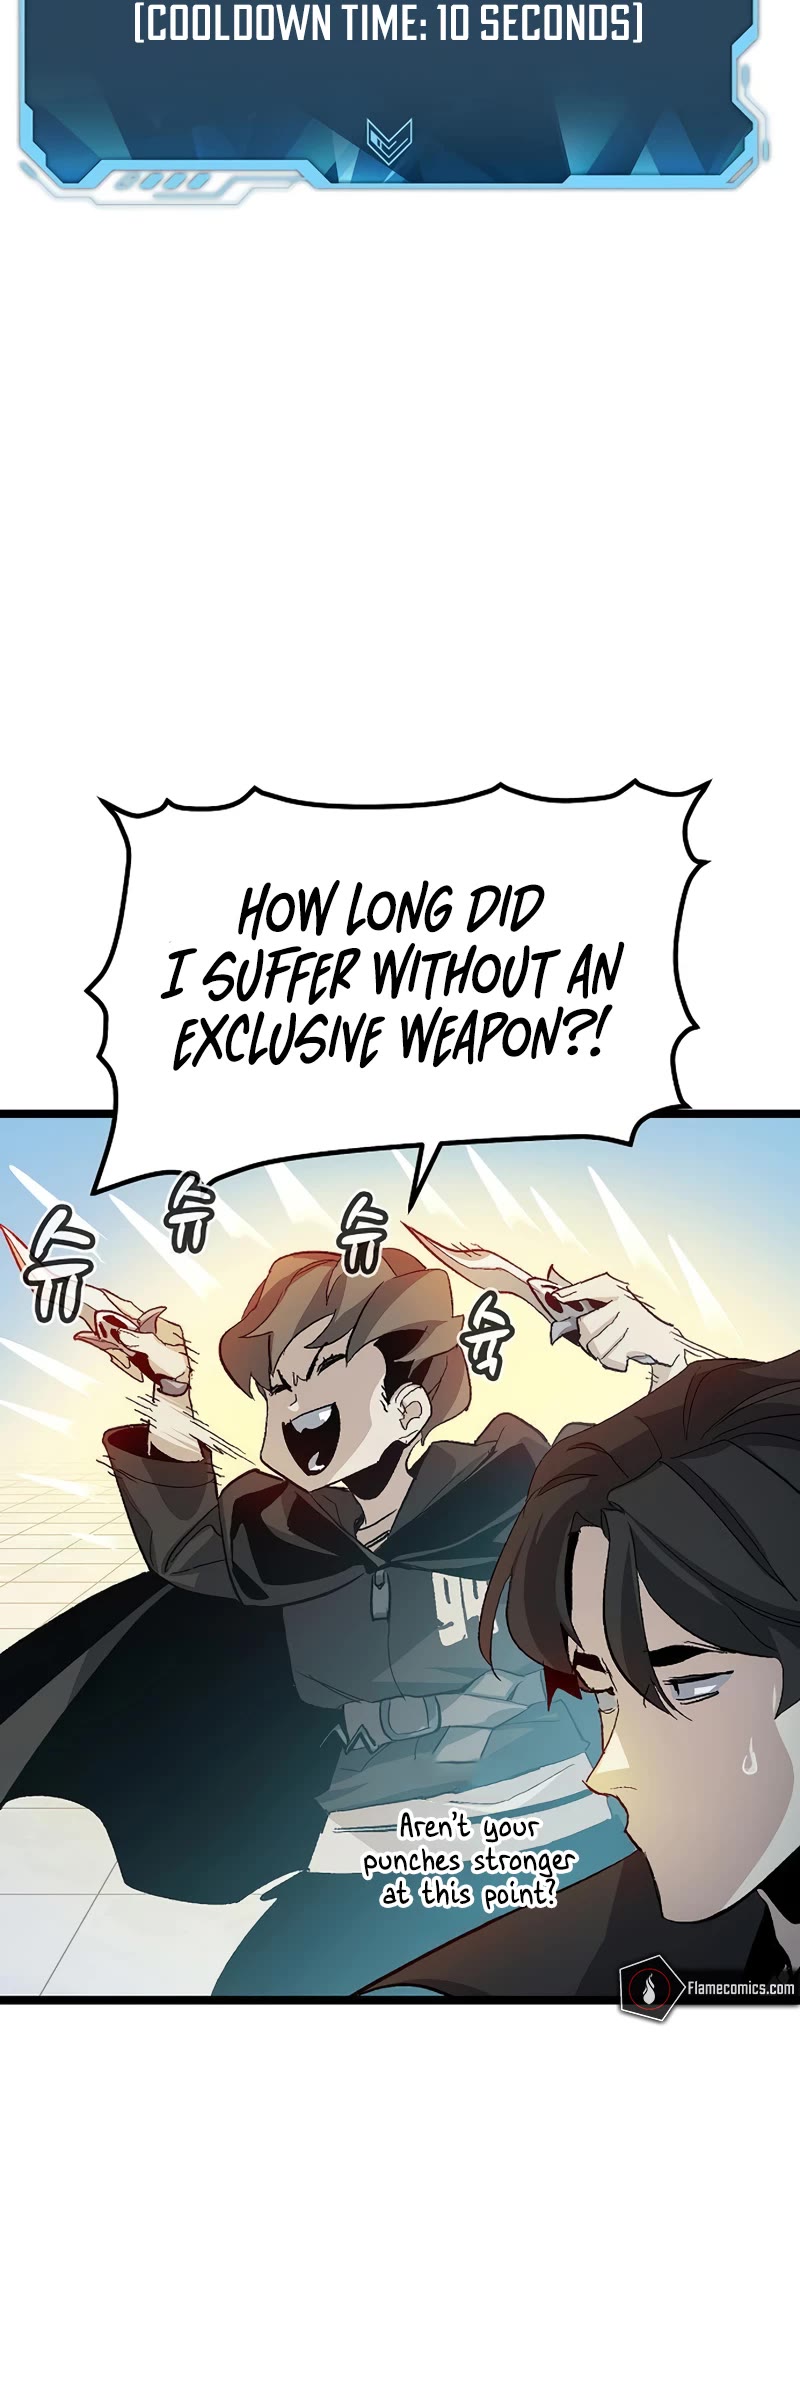 [COOLDOWN TIME: 10 SECONDS]
HOW LONG DID
I SUFFER WITHOUT AN
EXCLUSIVE WEAPON?!
슈
슈
슈
슉
Aren't your
punches stronger
at this point?
Flamecomics.com